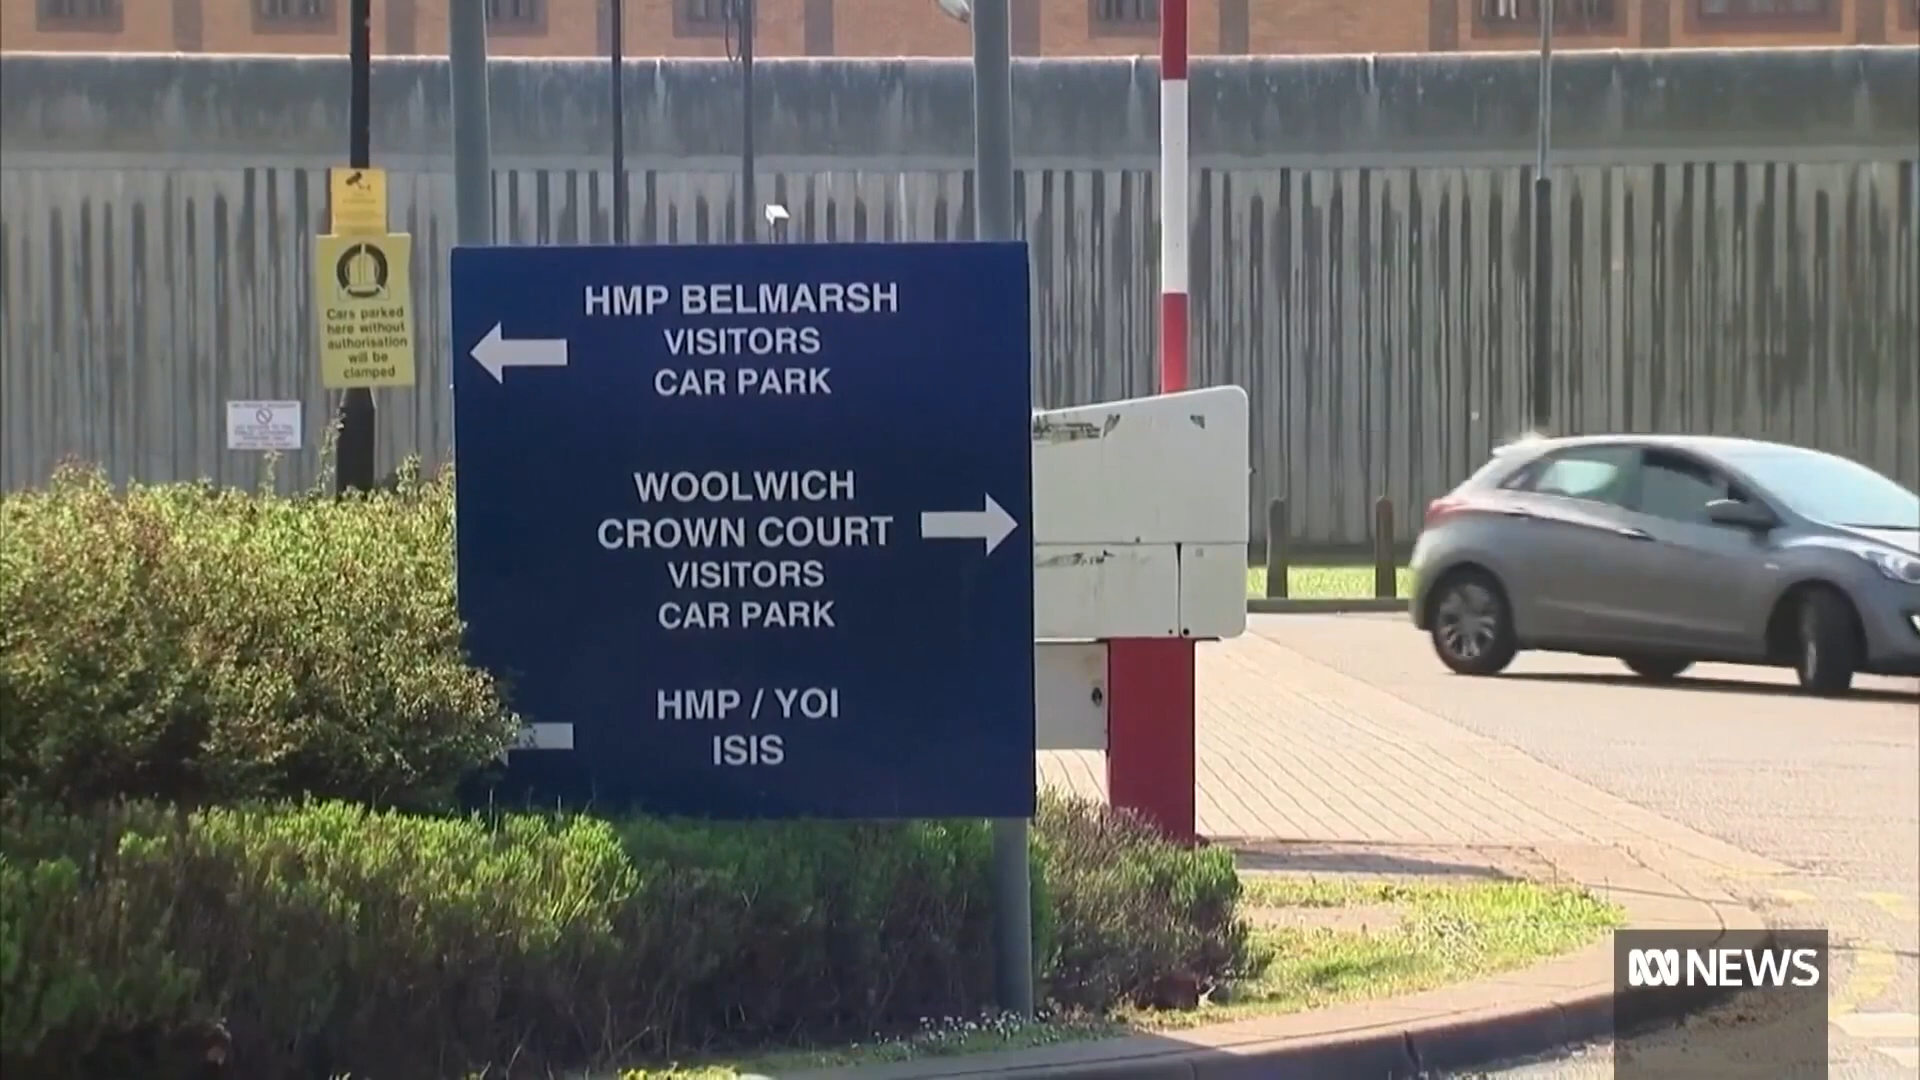 Cars parked
here without
authorisation
will be
clamped
HMP BELMARSH
VISITORS
CAR PARK
WOOLWICH
CROWN COURT
VISITORS
CAR PARK
HMP / YOI
ISIS
NEWS